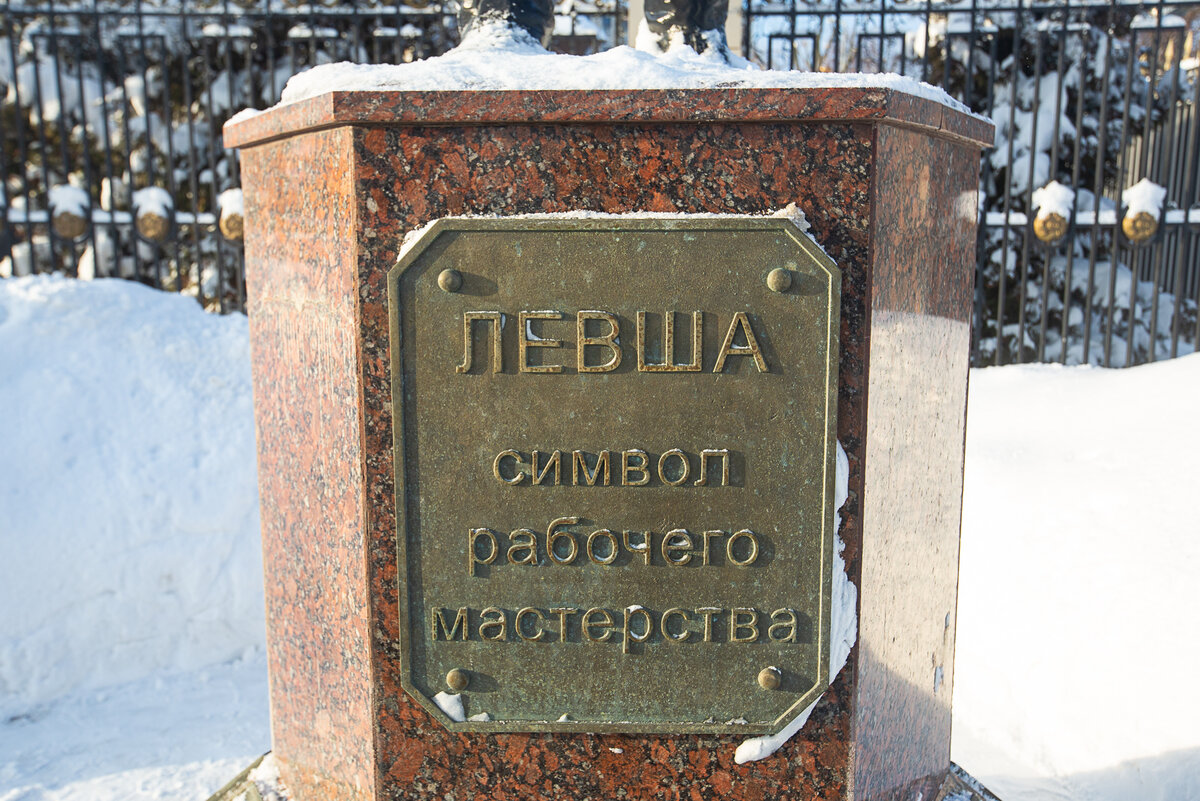 ЛЕВША
символ
рабочего
мастерства